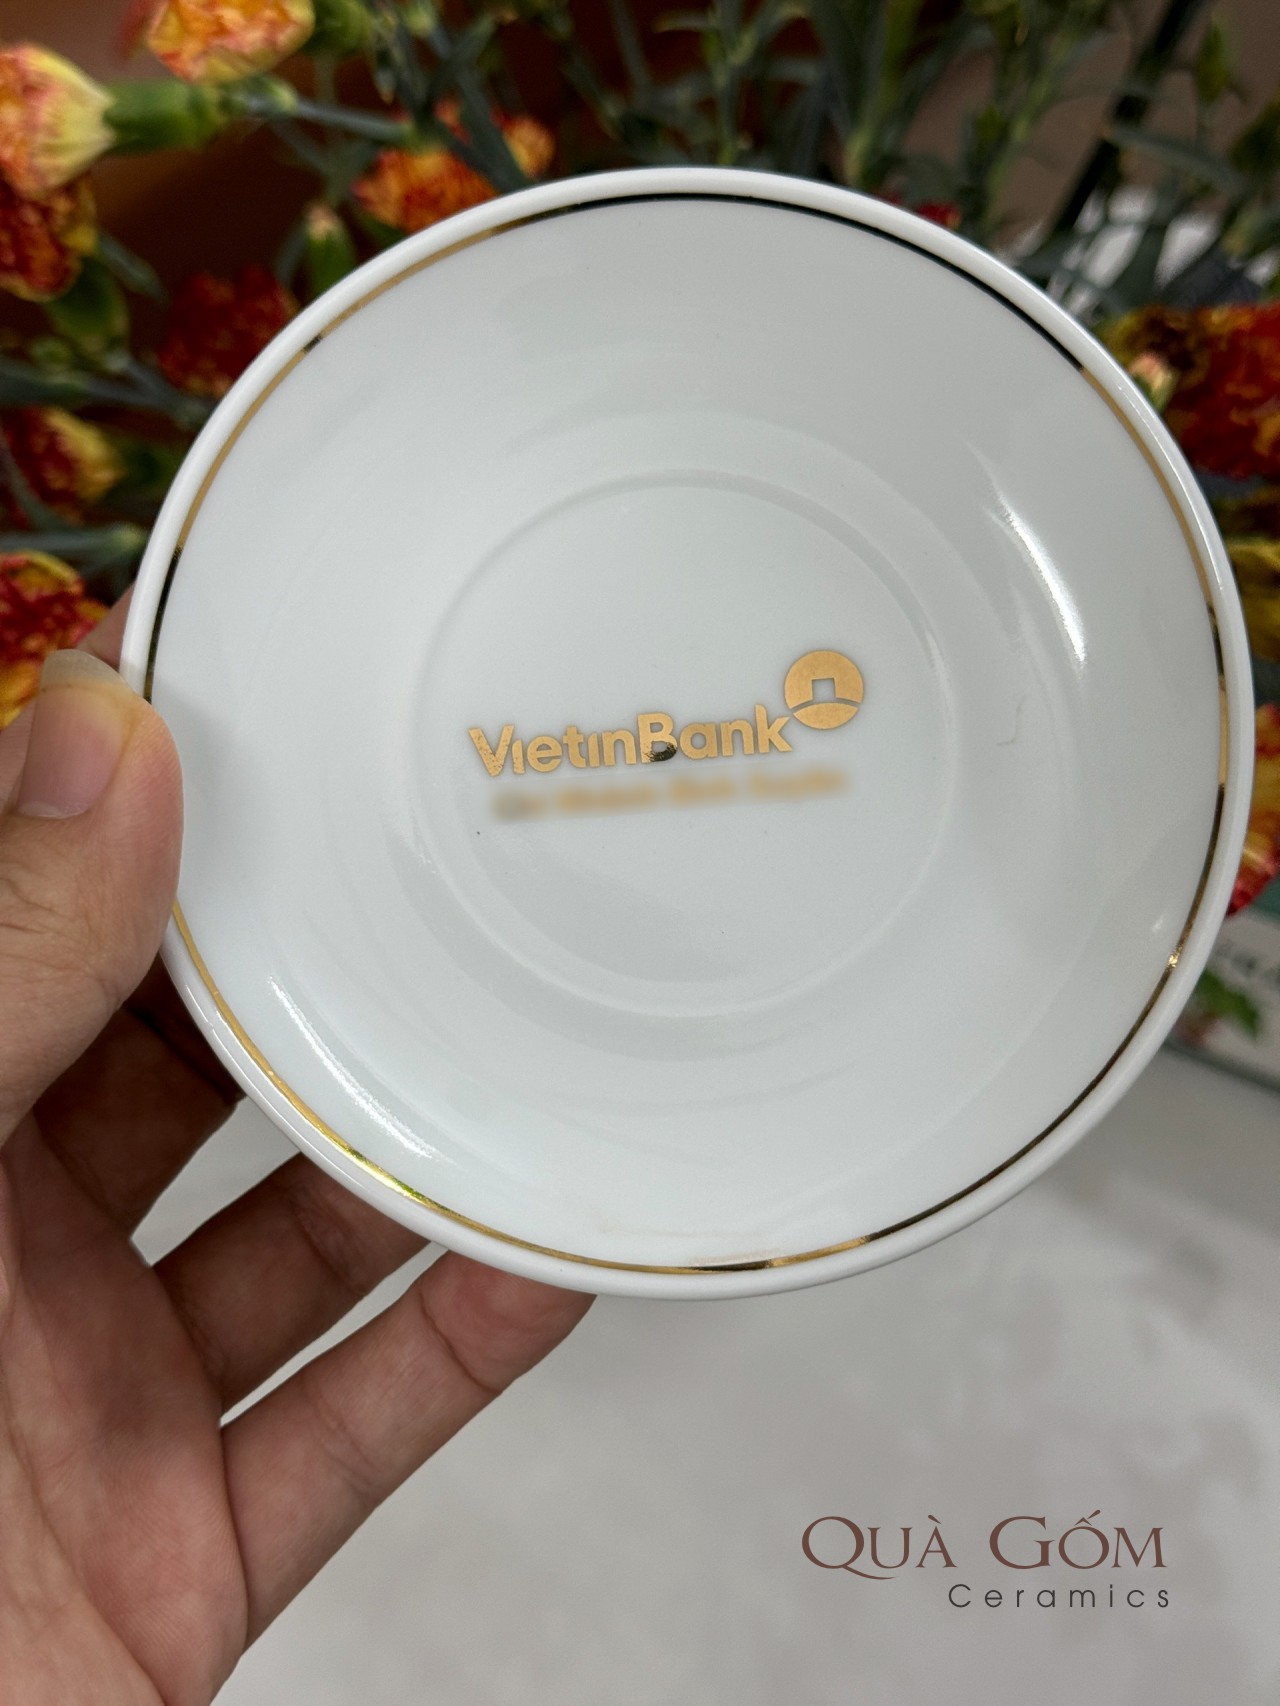 VietinBank
QUÀ GỐM
Ceramics